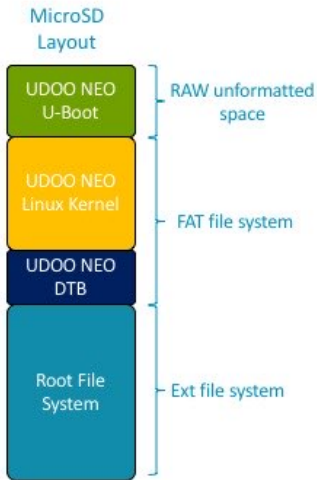 MicroSD
Layout
UDOO NEO
U-Boot
RAW unformatted
space
UDOO NEO
Linux Kernel
FAT file system
UDOO NEO
DTB
Root File
System
Ext file system